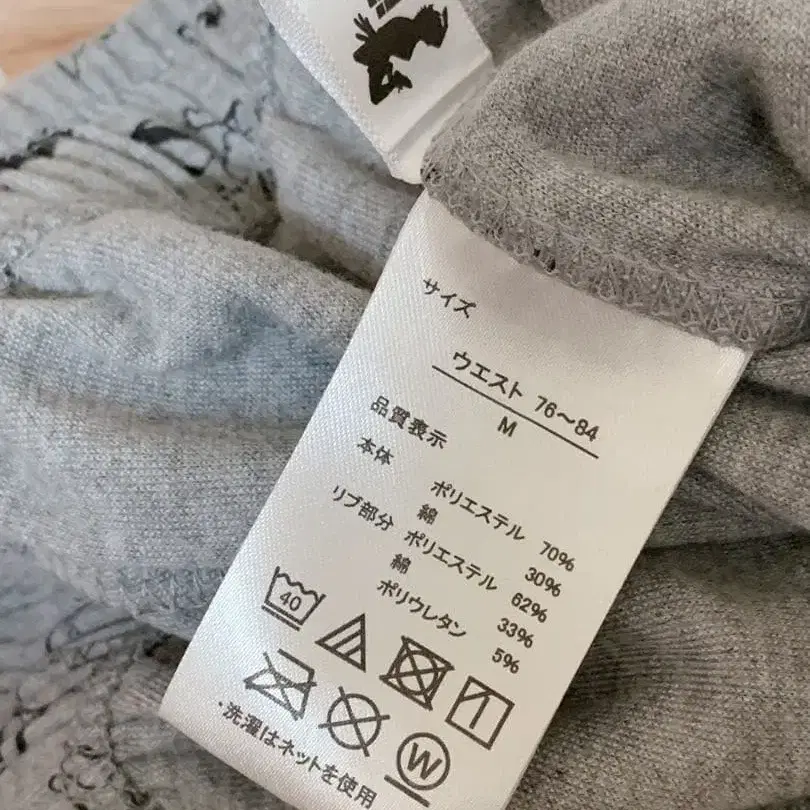 サイズ
ウエスト 76～84
M
品質表示
本体
ポリエステル 70%
綿 30%
リブ部分 ポリエステル 62%
綿 33%
ポリウレタン 5%
40
W
・洗濯はネットを使用